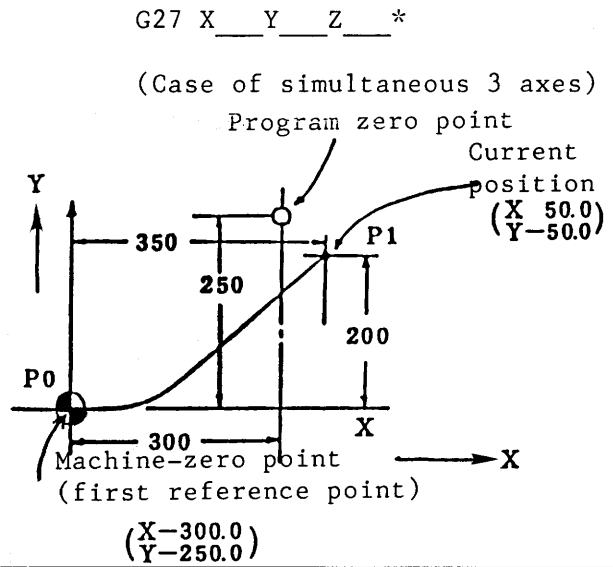 G27 X___Y___Z___*
(Case of simultaneous 3 axes)
Program zero point
Current
position
(X 50.0
Y-50.0)
Y
P1
350
250
200
P0
X
300
Machine-zero point
X
(first reference point)
(X-300.0
Y-250.0)